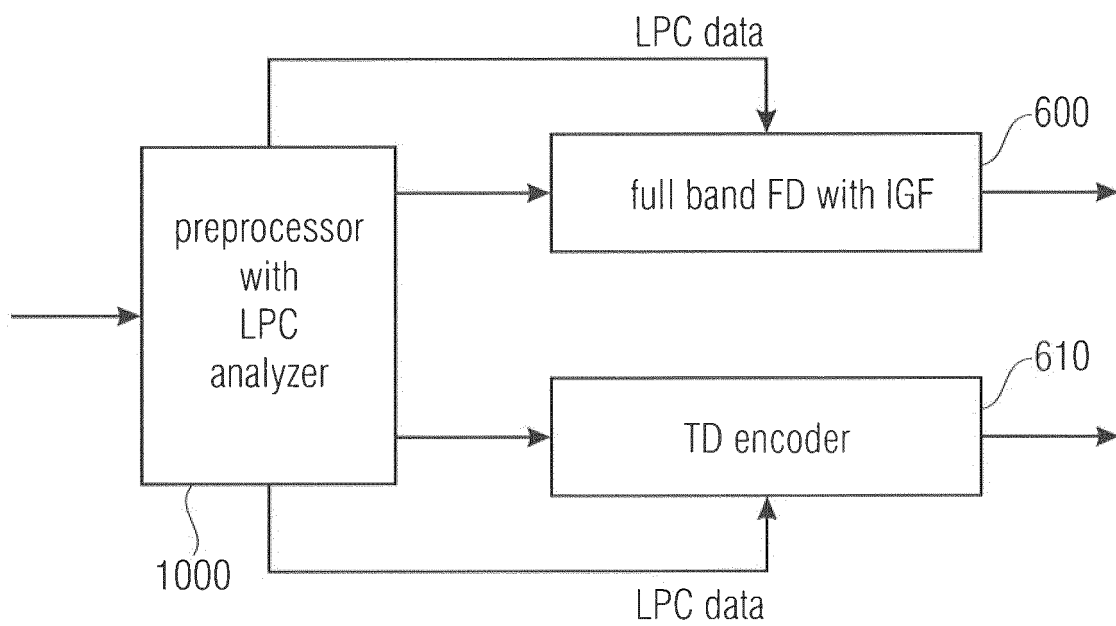 LPC data
600
full band FD with IGF
preprocessor
with
LPC
analyzer
610
TD encoder
1000
LPC data